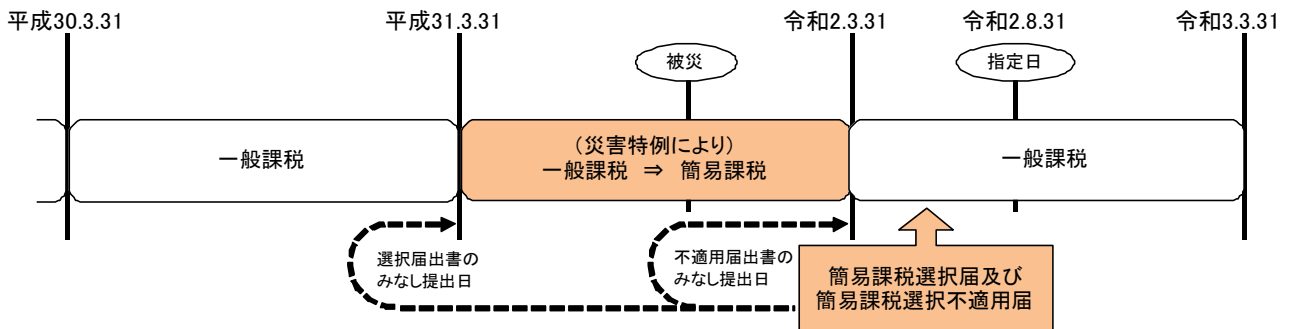 平成30.3.31
平成31.3.31
令和2.3.31
令和2.8.31
令和3.3.31
被災
指定日
一般課税
(災害特例により)
一般課税 ⇒ 簡易課税
一般課税
選択届出書の
みなし提出日
不適用届出書の
みなし提出日
簡易課税選択届及び
簡易課税選択不適用届